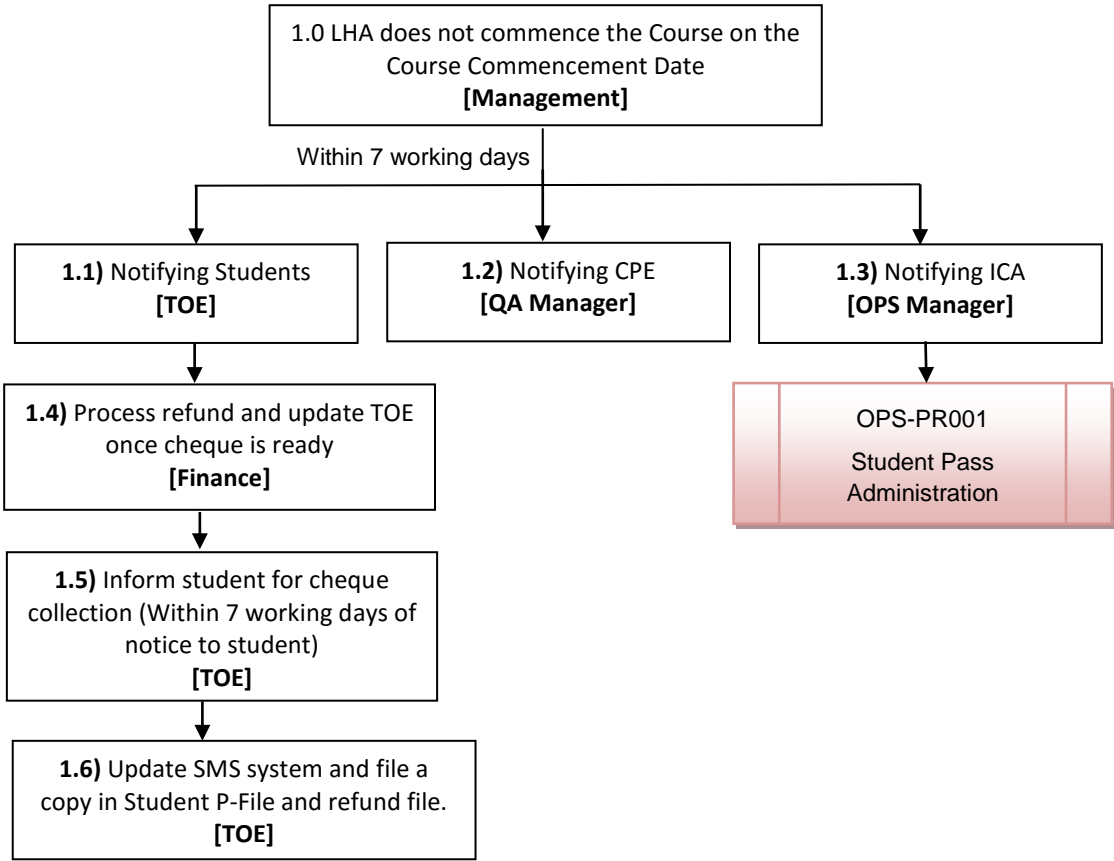 1.0 LHA does not commence the Course on the
Course Commencement Date
[Management]
Within 7 working days
1.1) Notifying Students
[TOE]
1.2) Notifying CPE
[QA Manager]
1.3) Notifying ICA
[OPS Manager]
1.4) Process refund and update TOE
once cheque is ready
[Finance]
OPS-PR001
Student Pass
Administration
1.5) Inform student for cheque
collection (Within 7 working days of
notice to student)
[TOE]
1.6) Update SMS system and file a
copy in Student P-File and refund file.
[TOE]